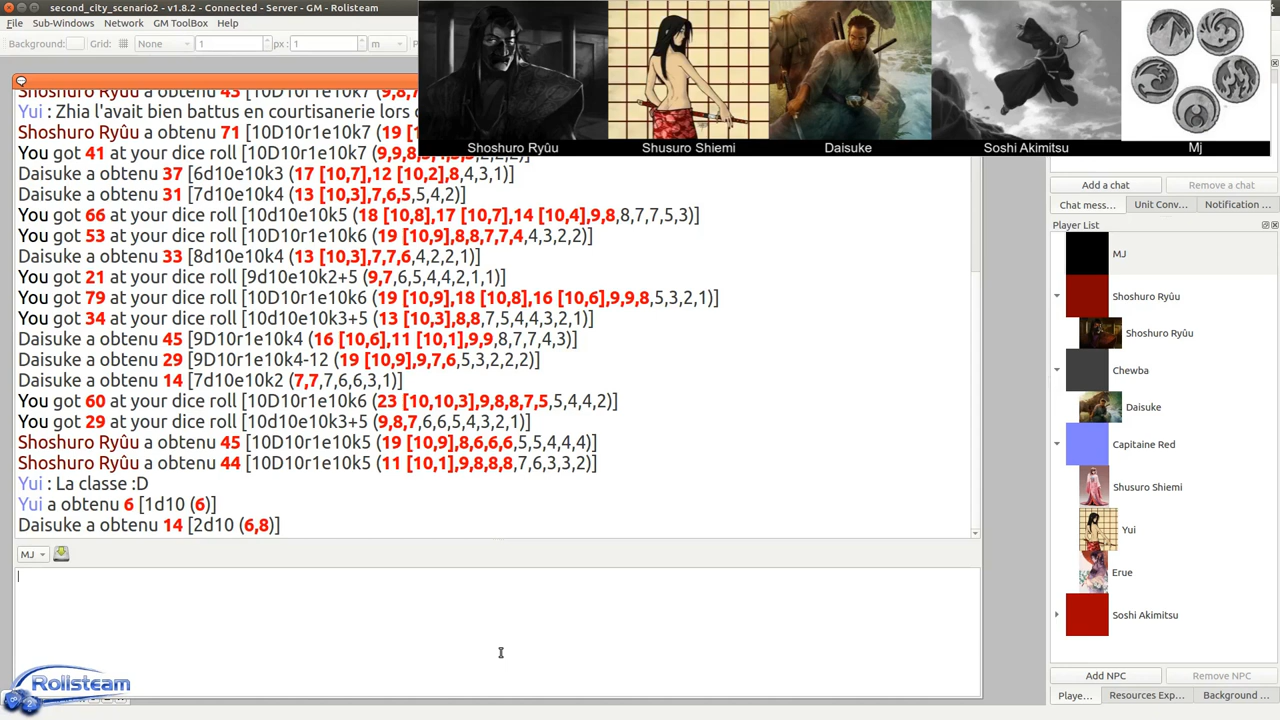 second_city_scenario2 - v1.8.2 - Connected - Server - GM - Rolisteam
File Sub-Windows Network GM ToolBox Help
Background: Grid: None 1 px : 1 m
Shoshuro Ryûu Shusuro Shiemi Daisuke Soshi Akimitsu Mj
Yui : Zhia l'avait bien battus en courtisanerie lors
Shoshuro Ryûu a obtenu 71 [10D10r1e10k7 (19
You got 41 at your dice roll [10D10r1e10k7
Daisuke a obtenu 37 [6d10e10k3 (17 [10,7],12 [10,2],8,4,3,1)]
Daisuke a obtenu 31 [7d10e10k4 (13 [10,3],7,6,5,5,4,2)]
You got 66 at your dice roll [10d10e10k5 (18 [10,8],17 [10,7],14 [10,4],9,8,8,7,7,5,3)]
You got 53 at your dice roll [10D10r1e10k6 (19 [10,9],8,8,7,7,4,4,3,2,2)]
Daisuke a obtenu 33 [8d10e10k4 (13 [10,3],7,7,6,4,2,2,1)]
You got 21 at your dice roll [9d10e10k2+5 (9,7,6,5,4,4,2,1,1)]
You got 79 at your dice roll [10D10r1e10k6 (19 [10,9],18 [10,8],16 [10,6],9,9,8,5,3,2,1)]
You got 34 at your dice roll [10d10e10k3+5 (13 [10,3],8,8,7,5,4,4,3,2,1)]
Daisuke a obtenu 45 [9D10r1e10k4 (16 [10,6],11 [10,1],9,9,8,7,7,4,3)]
Daisuke a obtenu 29 [9D10r1e10k4-12 (19 [10,9],9,7,6,5,3,2,2,2)]
Daisuke a obtenu 14 [7d10e10k2 (7,7,7,6,6,3,1)]
You got 60 at your dice roll [10D10r1e10k6 (23 [10,10,3],9,8,8,7,5,5,4,4,2)]
You got 29 at your dice roll [10d10e10k3+5 (9,8,7,6,6,5,4,3,2,1)]
Shoshuro Ryûu a obtenu 45 [10D10r1e10k5 (19 [10,9],8,6,6,6,5,5,4,4,4)]
Shoshuro Ryûu a obtenu 44 [10D10r1e10k5 (11 [10,1],9,8,8,8,7,6,3,3,2)]
Yui : La classe :D
Yui a obtenu 6 [1d10 (6)]
Daisuke a obtenu 14 [2d10 (6,8)]
MJ
Rolisteam
Add a chat Remove a chat
Chat mess... Unit Conv... Notification ...
Player List
MJ
Shoshuro Ryûu
Shoshuro Ryûu
Chewba
Daisuke
Capitaine Red
Shusuro Shiemi
Yui
Erue
Soshi Akimitsu
Add NPC Remove NPC
Playe... Resources Exp... Background ...